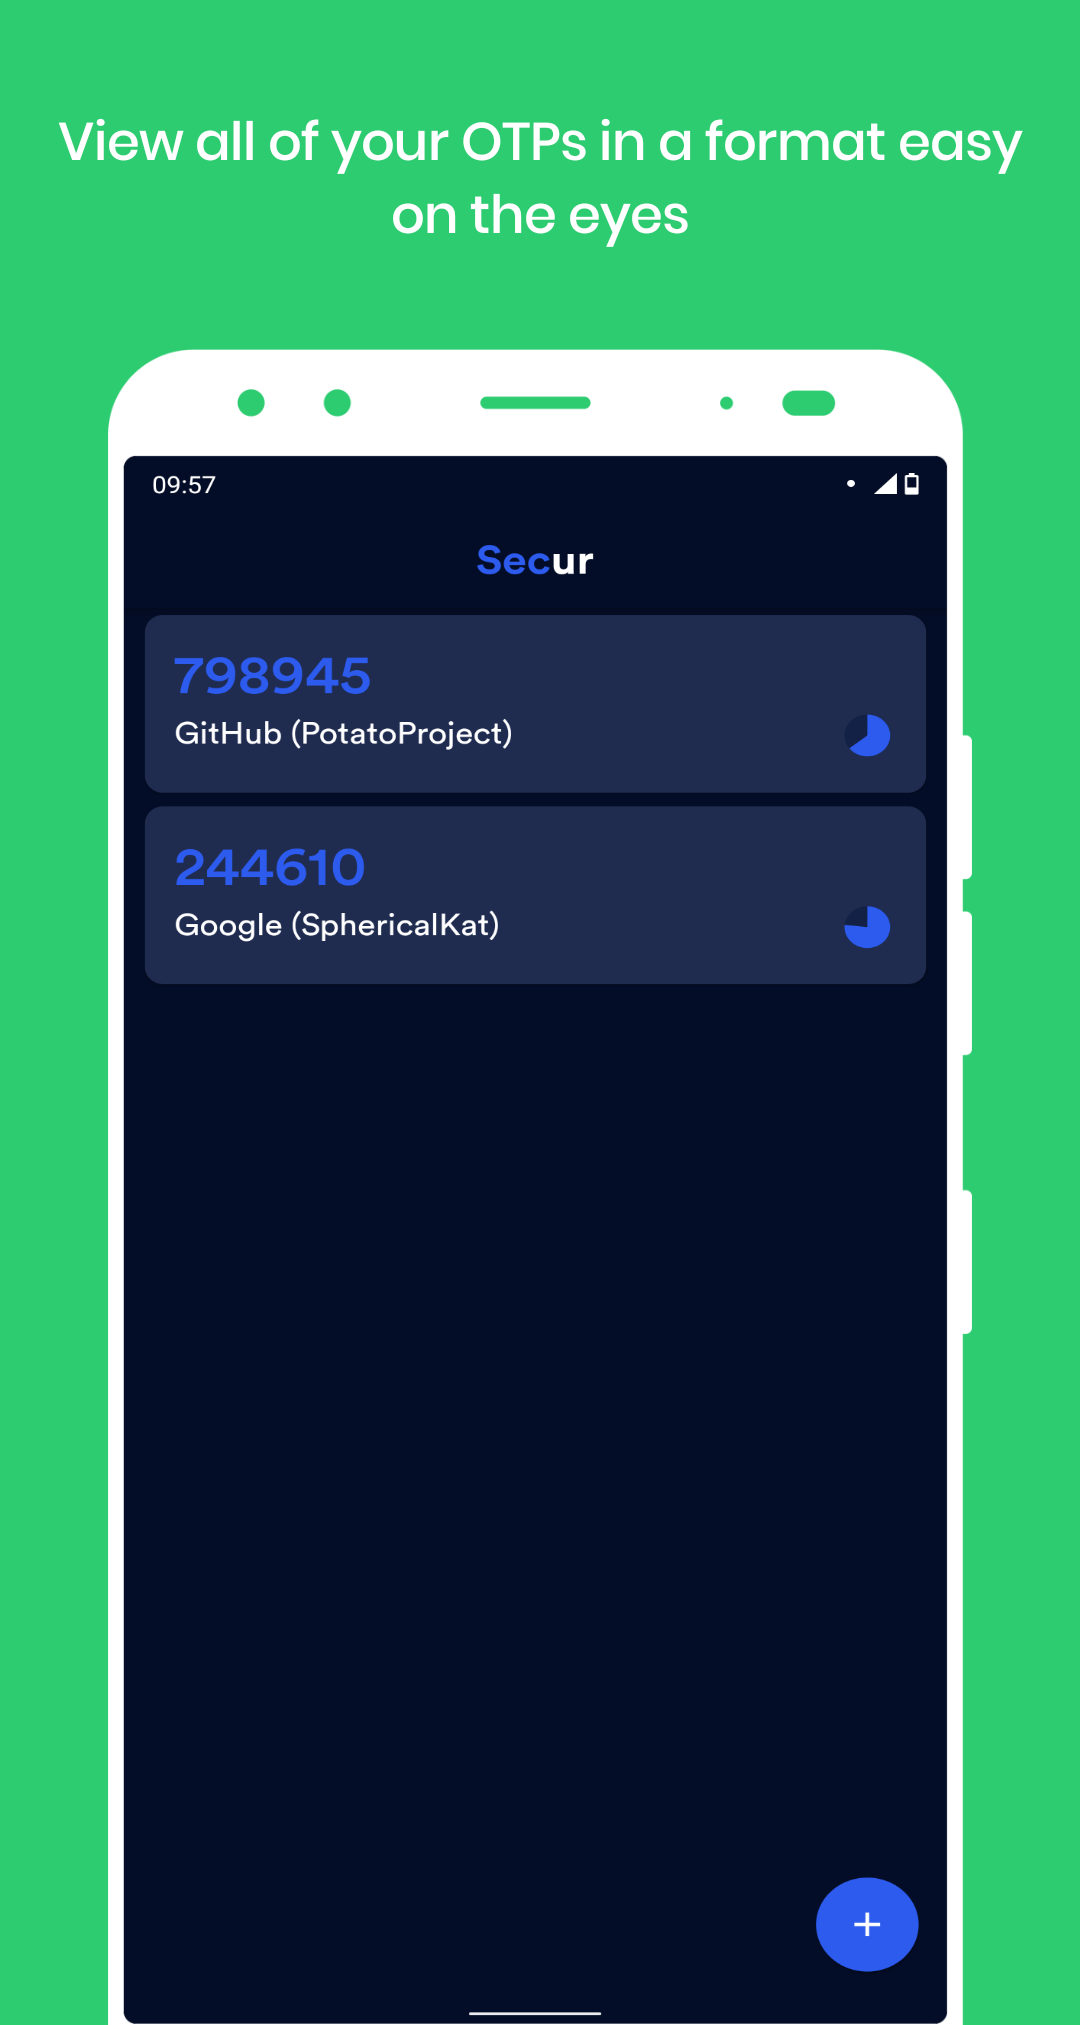 View all of your OTPs in a format easy
on the eyes
09:57
Secur
798945
GitHub (PotatoProject)
244610
Google (SphericalKat)
+